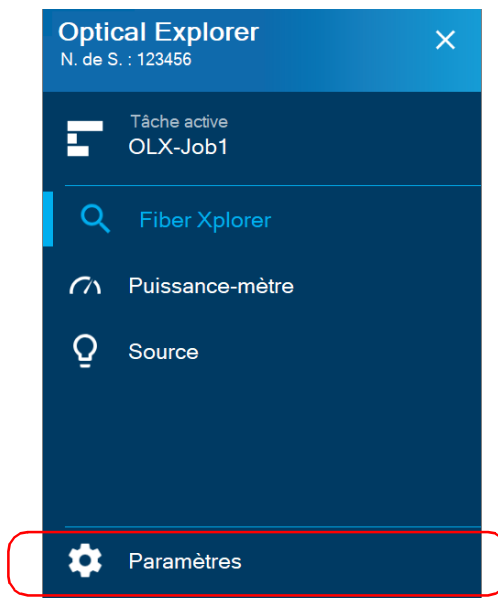 Optical Explorer
N. de S. : 123456
Tâche active
OLX-Job1
Fiber Xplorer
Puissance-mètre
Source
Paramètres